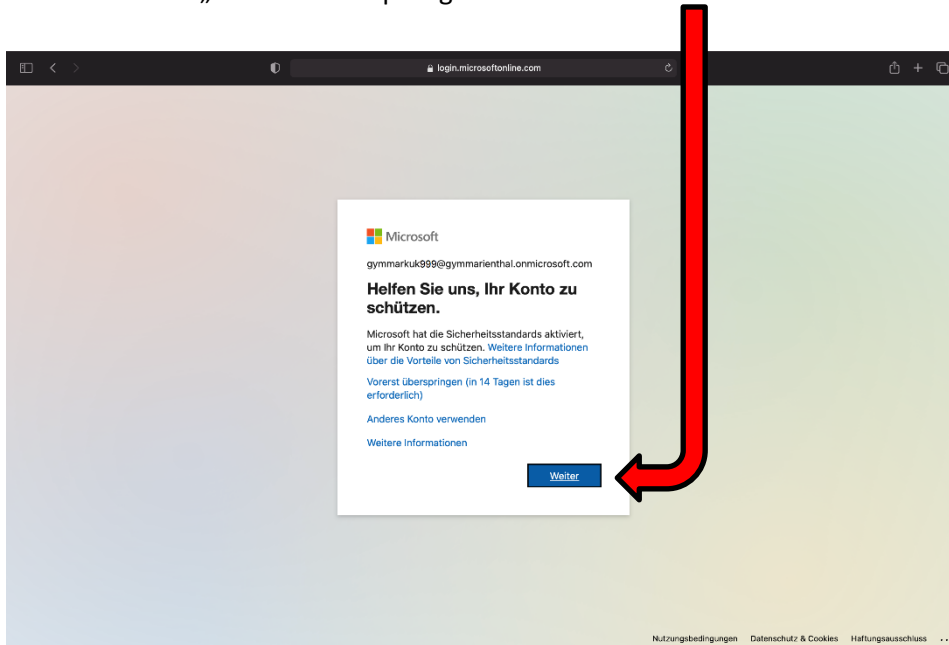 login.microsoftonline.com
Microsoft
gymmarkuk999@gymmarienthal.onmicrosoft.com
Helfen Sie uns, Ihr Konto zu
schützen.
Microsoft hat die Sicherheitsstandards aktiviert,
um Ihr Konto zu schützen. Weitere Informationen
über die Vorteile von Sicherheitsstandards
Vorerst überspringen (in 14 Tagen ist dies
erforderlich)
Anderes Konto verwenden
Weitere Informationen
Weiter
Nutzungsbedingungen Datenschutz & Cookies Haftungsausschluss ..